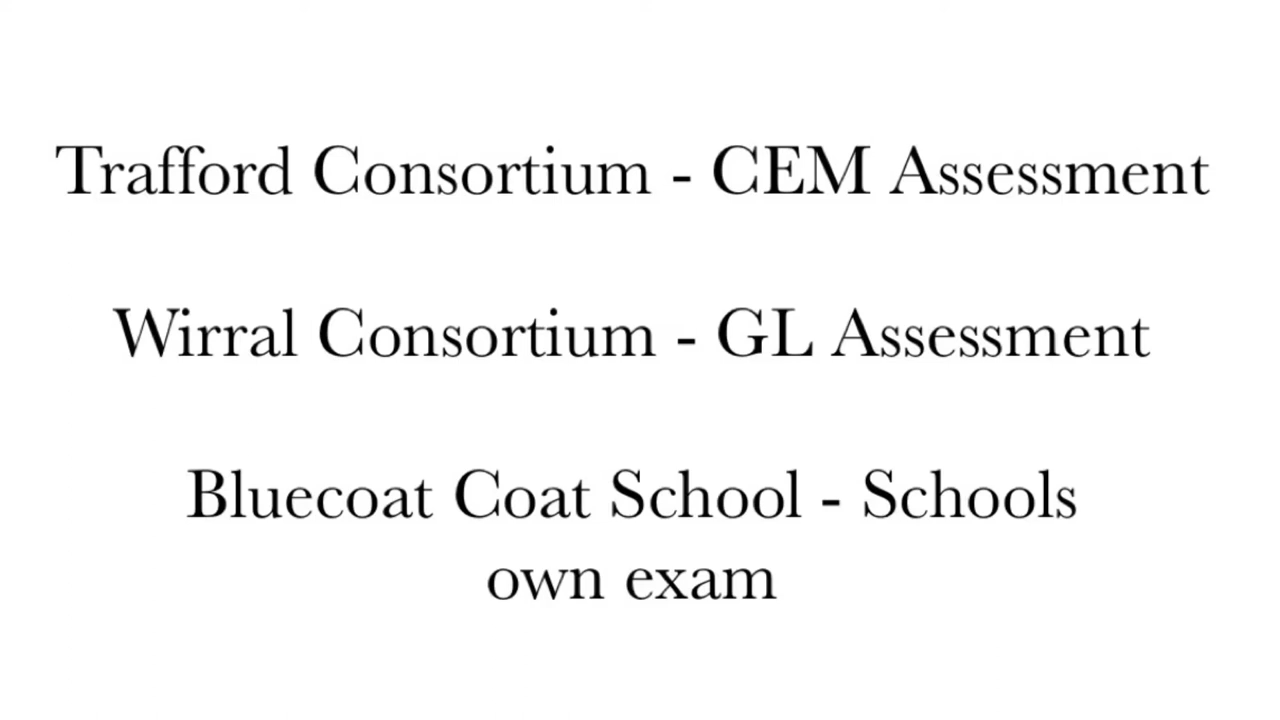 Trafford Consortium - CEM Assessment
Wirral Consortium - GL Assessment
Bluecoat Coat School - Schools
own exam